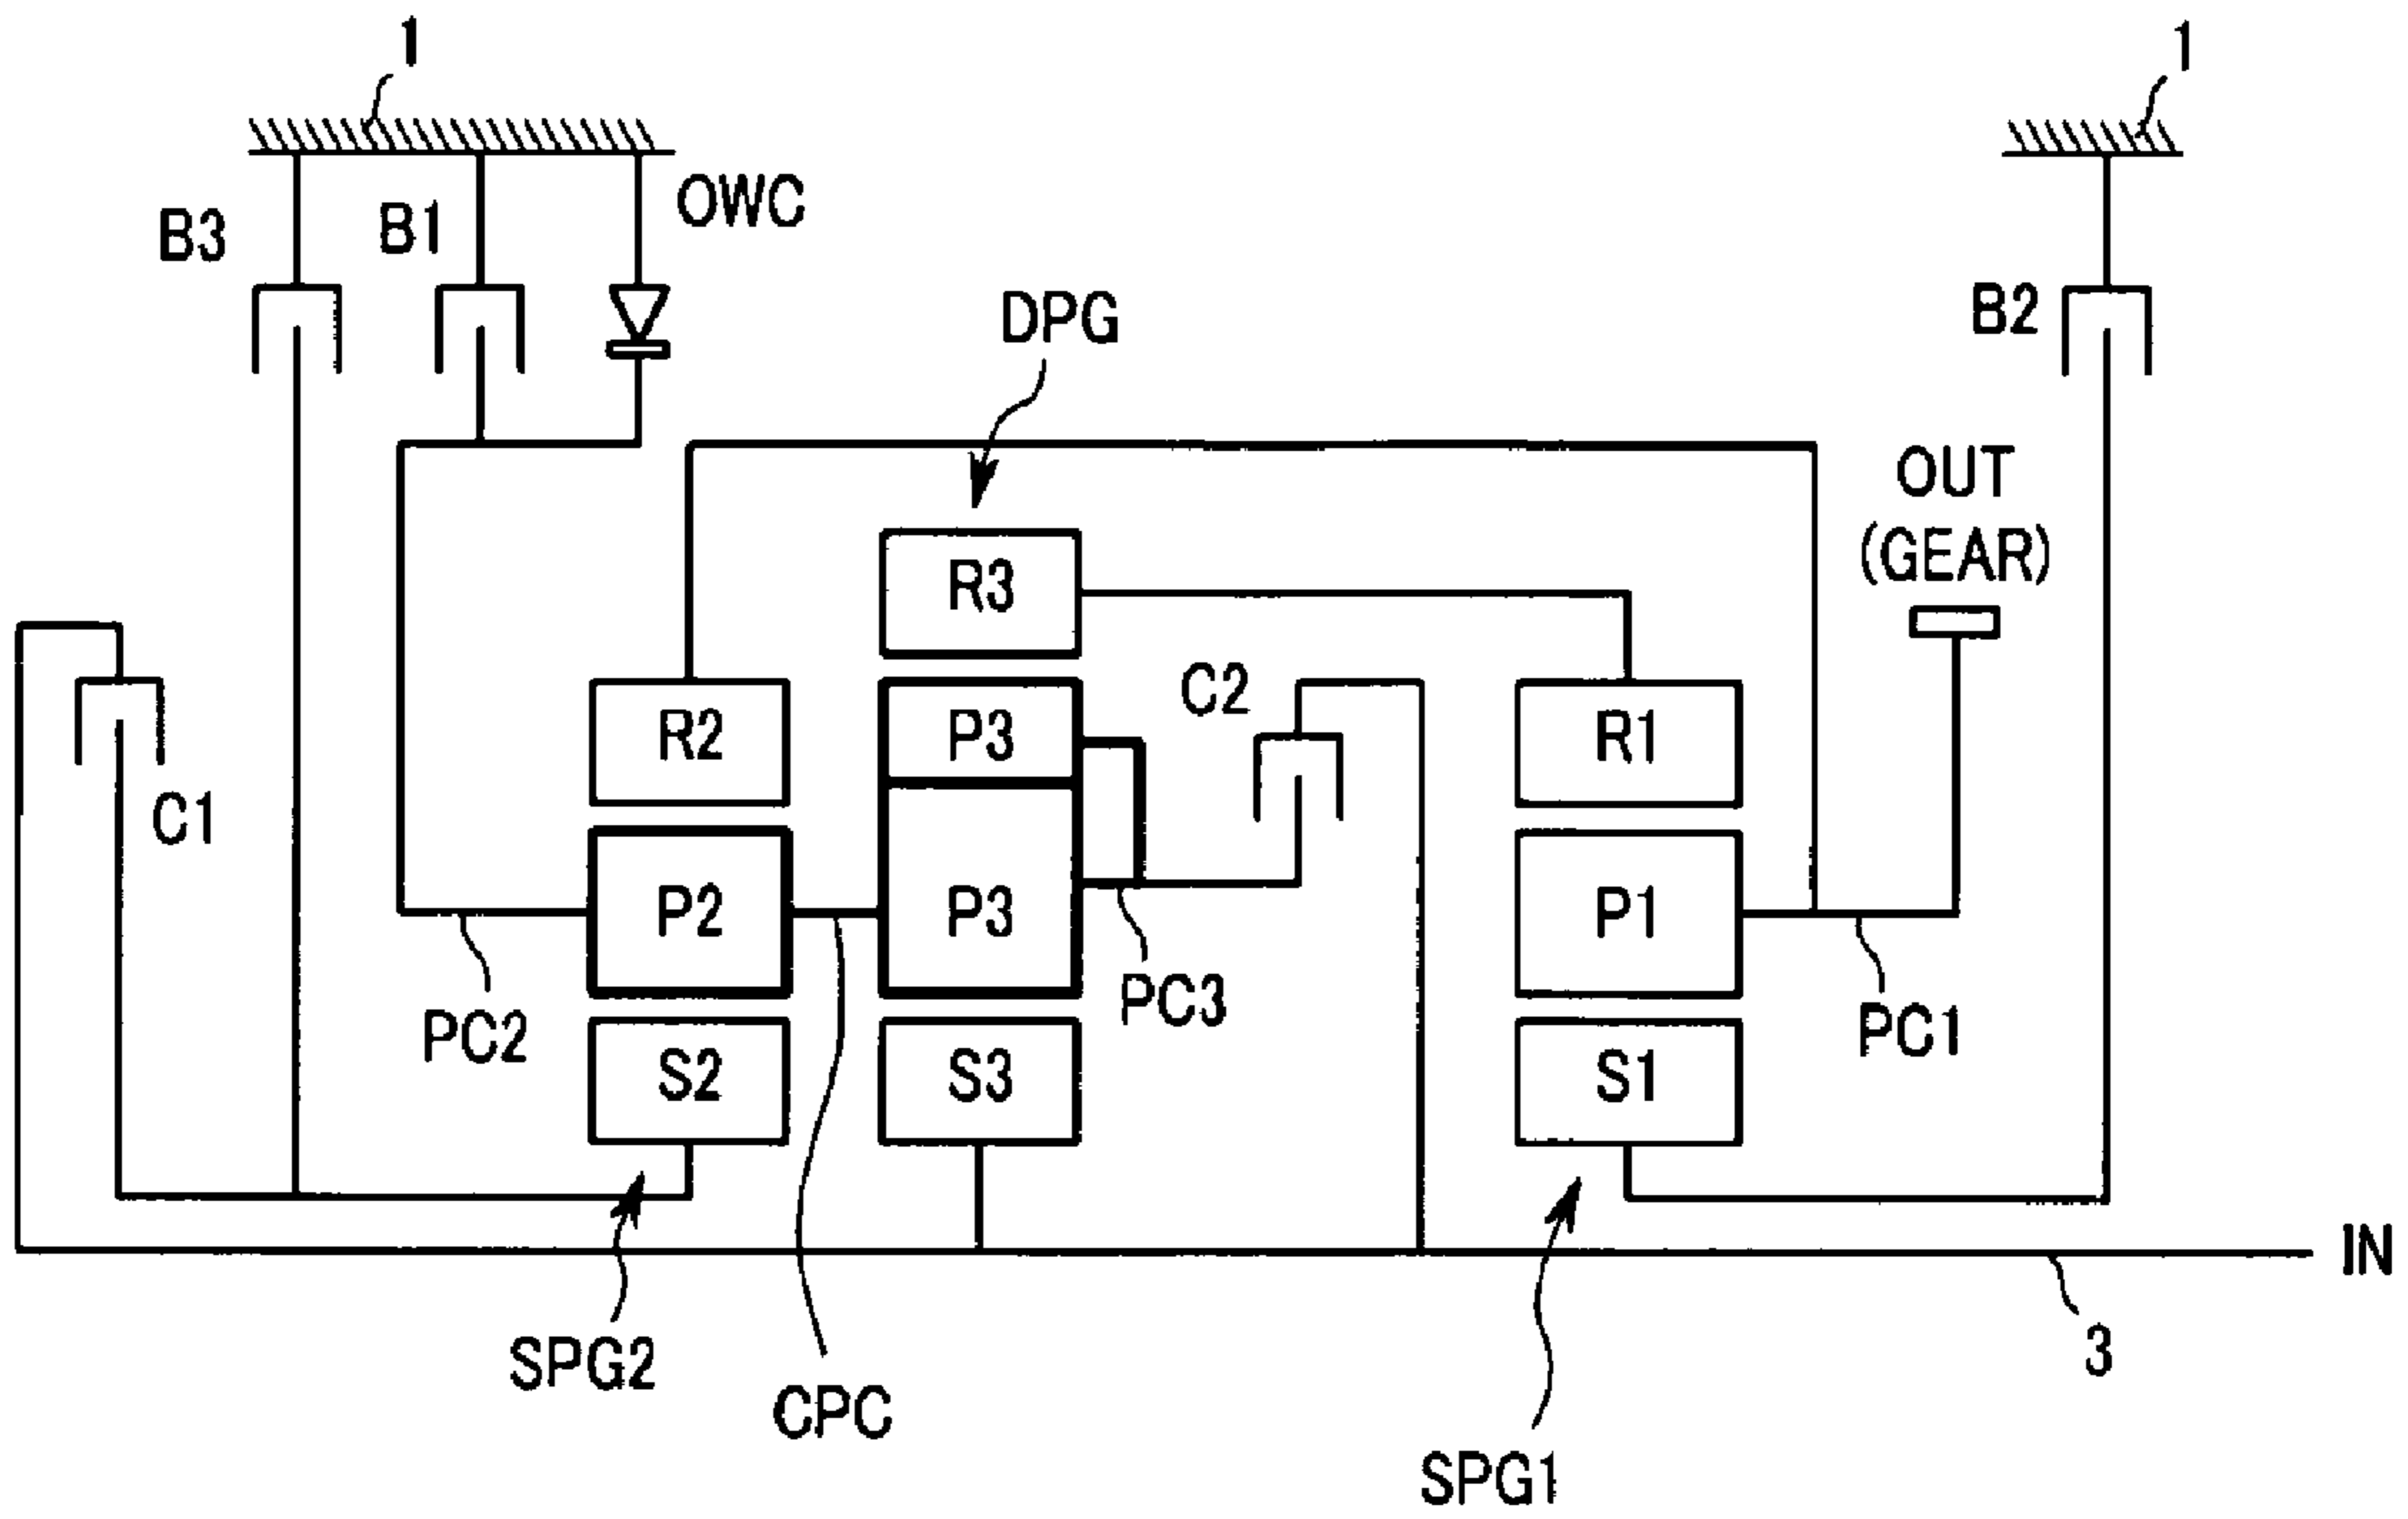 1
1
OWC
B3
B1
DPG
B2
OUT
(GEAR)
R3
C2
R2
P3
R1
C1
P2
P3
P1
PC3
PC2
PC1
S2
S3
S1
IN
SPG2
3
CPC
SPG1